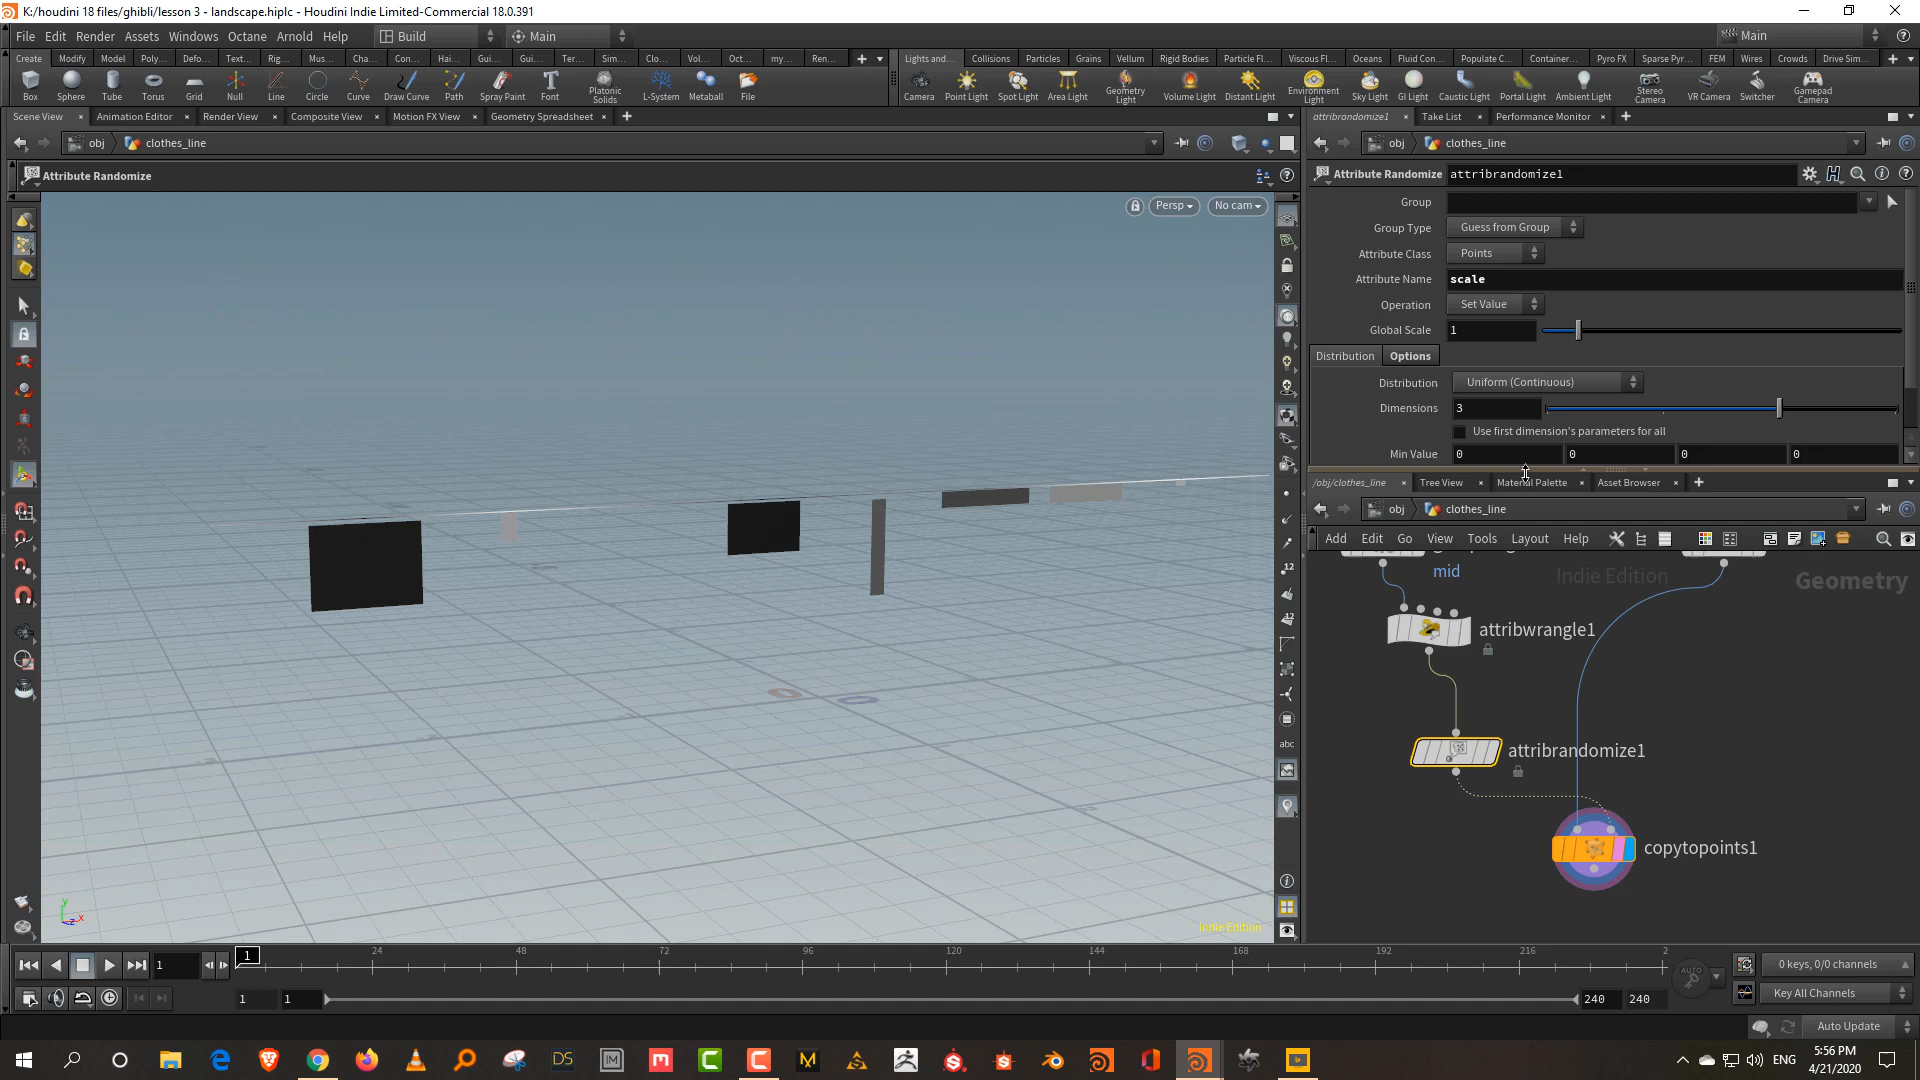 K:/houdini 18 files/ghibli/lesson 3 - landscape.hiplc - Houdini Indie Limited-Commercial 18.0.391
File Edit Render Assets Windows Octane Arnold Help Build Main Main
Create Modify Model Poly... Defo... Text... Rig... Mus... Cha... Con... Hai... Gui... Gui... Ter... Sim... Clo... Vol... Oct... my... Ren... Lights and... Collisions Particles Grains Vellum Rigid Bodies Particle Fl... Viscous Fl... Oceans Fluid Con... Populate C... Container... Pyro FX Sparse Pyr... FEM Wires Crowds Drive Sim...
Box Sphere Tube Torus Grid Null Line Circle Curve Draw Curve Path Spray Paint Font Platonic Solids L-System Metaball File Camera Point Light Spot Light Area Light Geometry Light Volume Light Distant Light Environment Light Sky Light GI Light Caustic Light Portal Light Ambient Light Stereo Camera VR Camera Switcher Gamepad Camera
Scene View Animation Editor Render View Composite View Motion FX View Geometry Spreadsheet
attribrandomize1 Take List Performance Monitor
obj clothes_line
obj clothes_line
Attribute Randomize
Attribute Randomize attribrandomize1
Persp No cam
Group
Group Type Guess from Group
Attribute Class Points
Attribute Name scale
Operation Set Value
Global Scale 1
Distribution Options
Distribution Uniform (Continuous)
Dimensions 3
Use first dimension's parameters for all
Min Value 0 0 0 0
/obj/clothes_line Tree View Material Palette Asset Browser
obj clothes_line
Add Edit Go View Tools Layout Help
mid
Indie Edition
Geometry
attribwrangle1
attribrandomize1
copytopoints1
abc
y
z x
Indie Edition
1 24 48 72 96 120 144 168 192 216 2
1
AUTO
0 keys, 0/0 channels
1 1 240 240
Key All Channels
Auto Update
DS
ENG
5:56 PM
4/21/2020